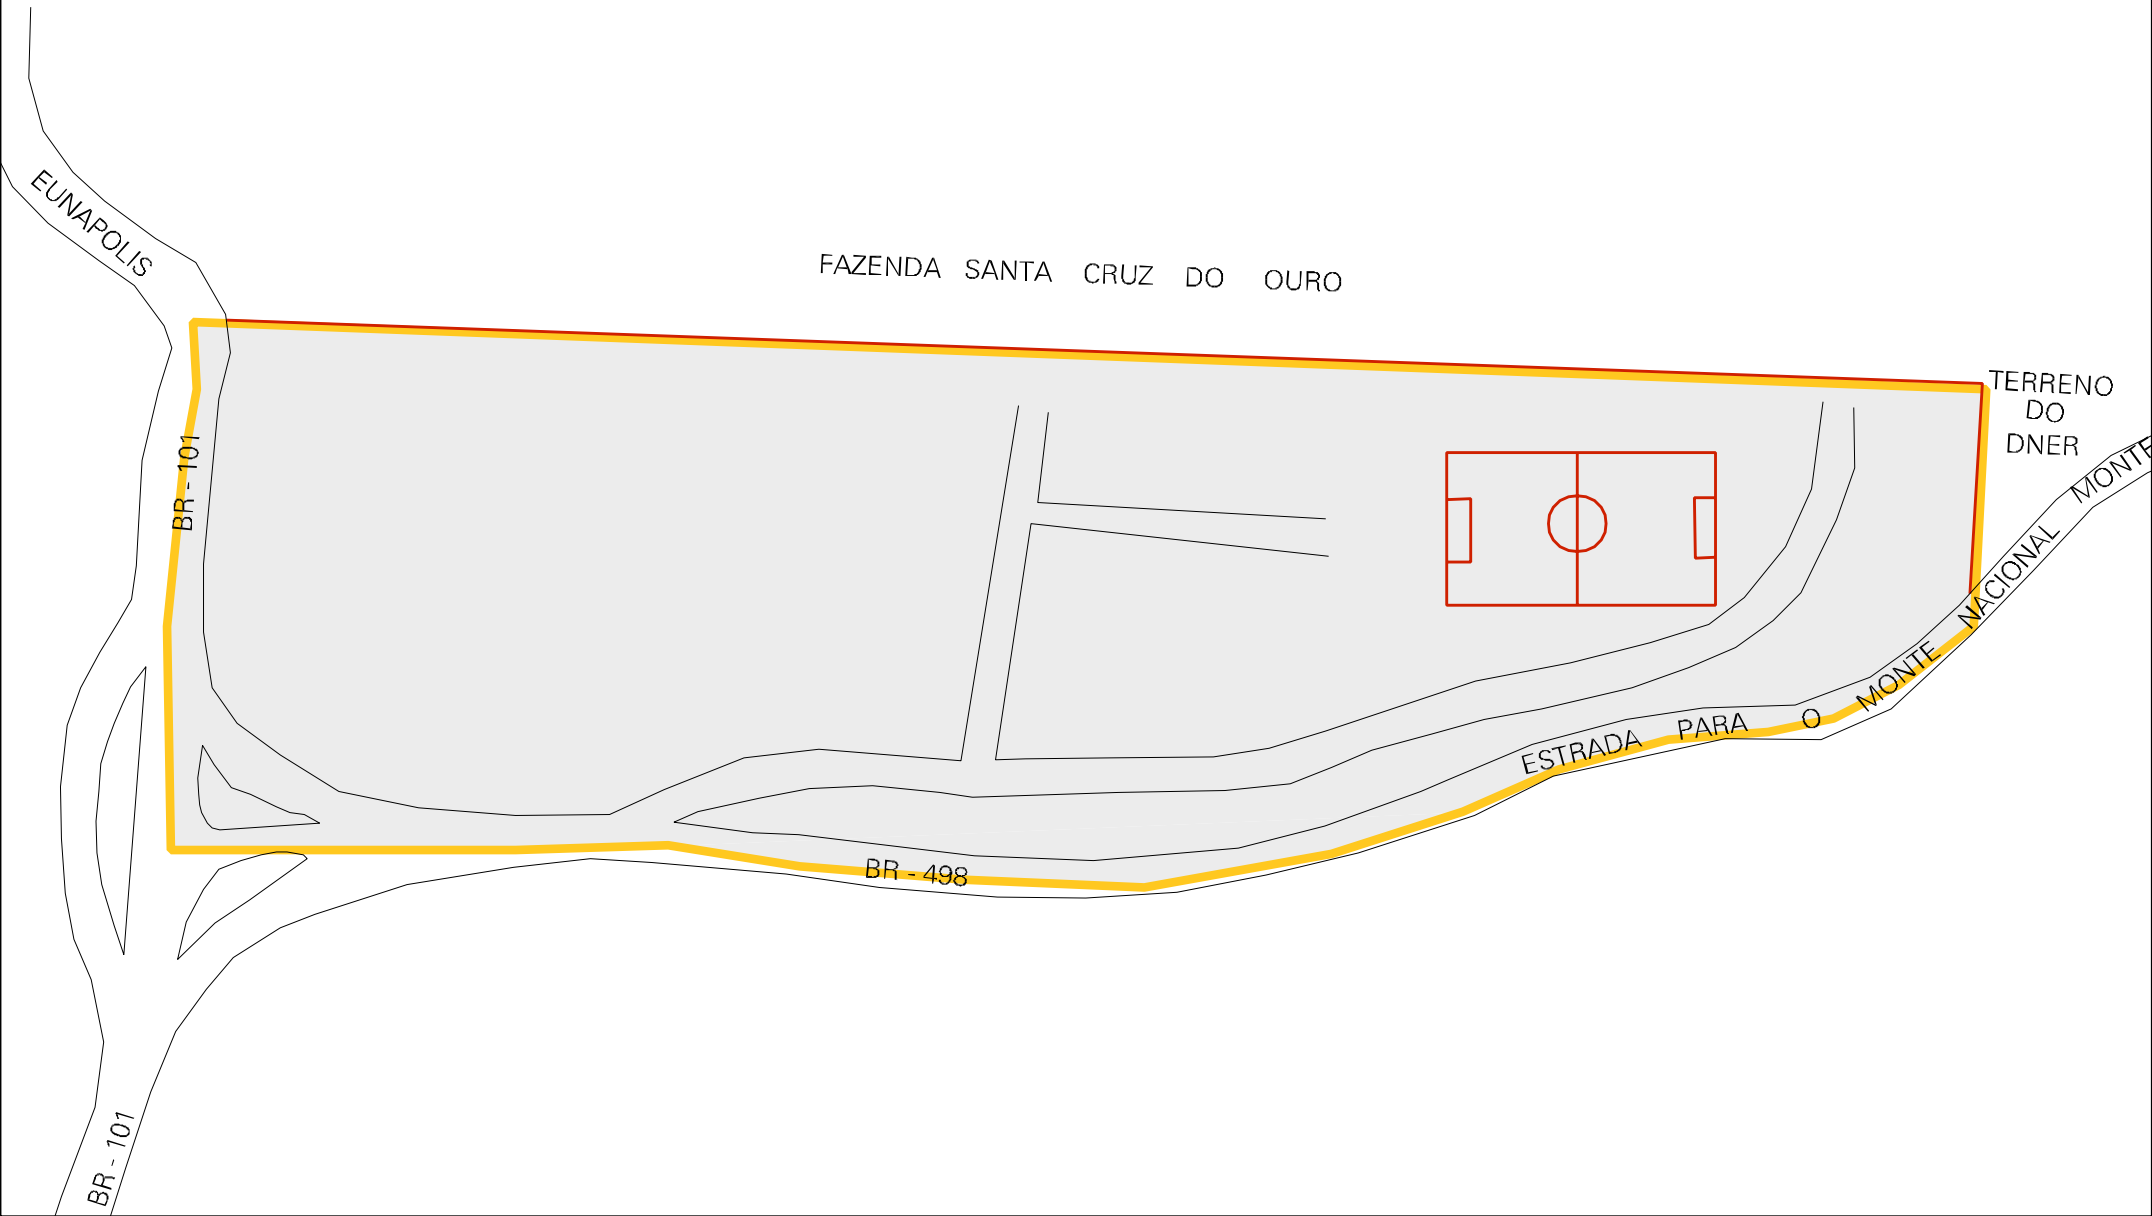 EUNAPOLIS
FAZENDA SANTA CRUZ DO OURO
TERRENO
DO
DNER
BR - 101
BR - 498
ESTRADA PARA O MONTE NACIONAL MONTE
BR - 101